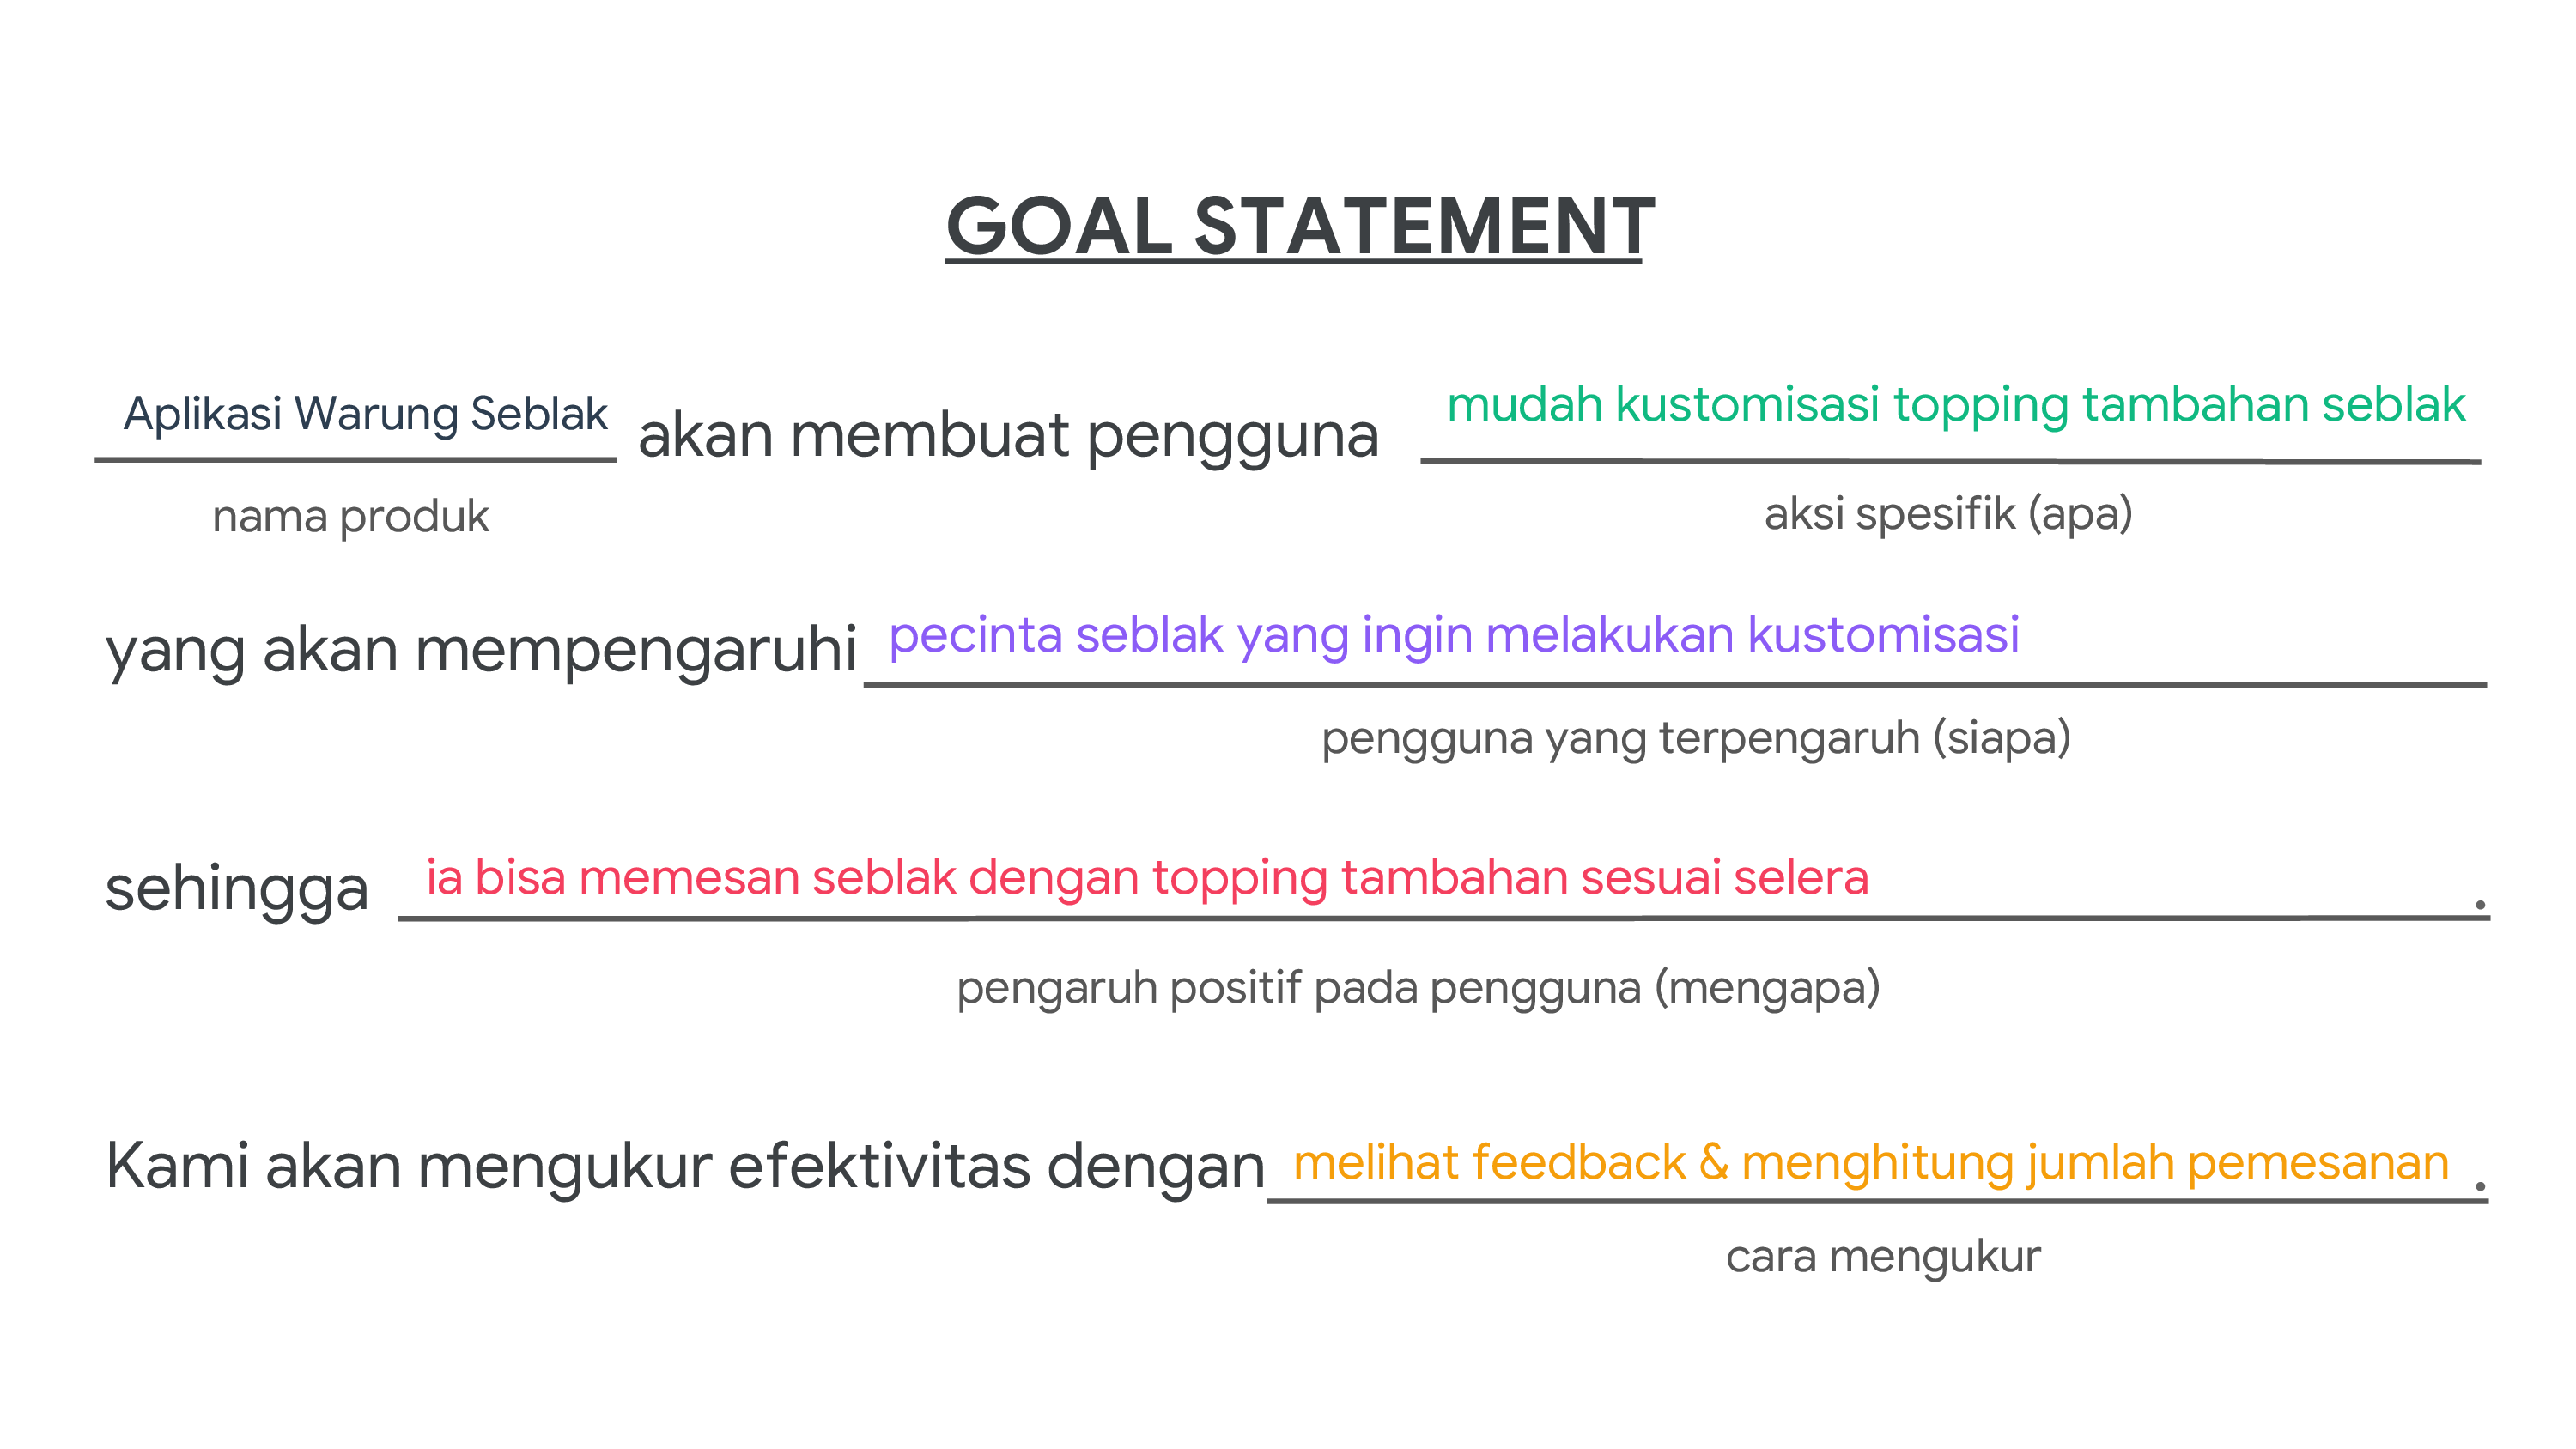 GOAL STATEMENT
Aplikasi Warung Seblak akan membuat pengguna mudah kustomisasi topping tambahan seblak
nama produk aksi spesifik (apa)
yang akan mempengaruhi pecinta seblak yang ingin melakukan kustomisasi
pengguna yang terpengaruh (siapa)
sehingga ia bisa memesan seblak dengan topping tambahan sesuai selera .
pengaruh positif pada pengguna (mengapa)
Kami akan mengukur efektivitas dengan melihat feedback & menghitung jumlah pemesanan .
cara mengukur